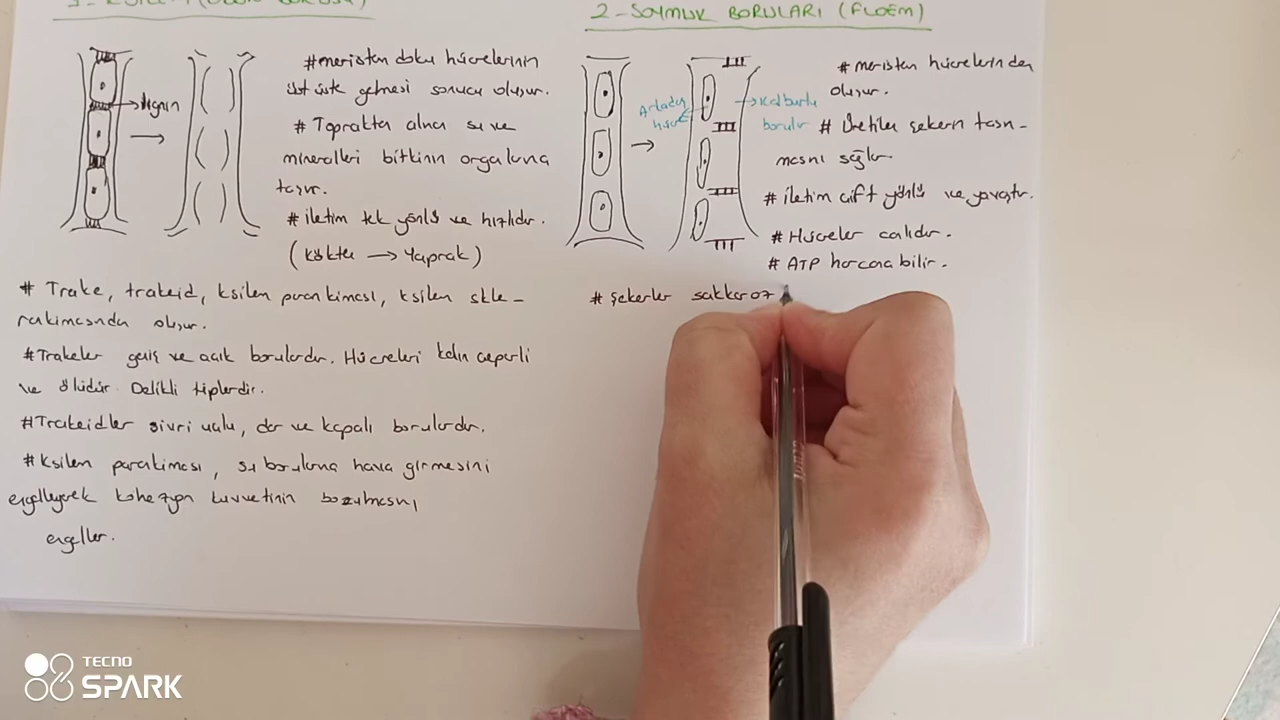 2-SOYMUK BORULARI (FLOEM)
lignin
#meristem doku hücrelerinin
üst üste gelmesi sonucu oluşur.
# Topraktan alınan su ve
mineralleri bitkinin organlarına
taşır.
# iletim tek yönlü ve hızlıdır.
(Kökten → Yaprak)
# Trake, trakeid, ksilem parankiması, ksilem skle-
rankimasından oluşur.
#Trakeler geniş ve açık borulardır. Hücreleri kalın çeperli
ve ölüdür. Delikli tiplerdir.
#Trakeidler sivri uçlu, dar ve kapalı borulardır.
#Ksilem parankiması, su borularına hava girmesini
engelleyerek kohezyon kuvvetinin bozulmasını
engeller.
Arkadaş
hücre
Kalburlu
borular
# meristem hücrelerinden
oluşur.
# Üretilen şekerin taşın-
masını sağlar.
# İletim çift yönlü ve yavaştır.
# Hücreler canlıdır.
# ATP harcanabilir.
# Şekerler sakkaroz
TECNO
SPARK